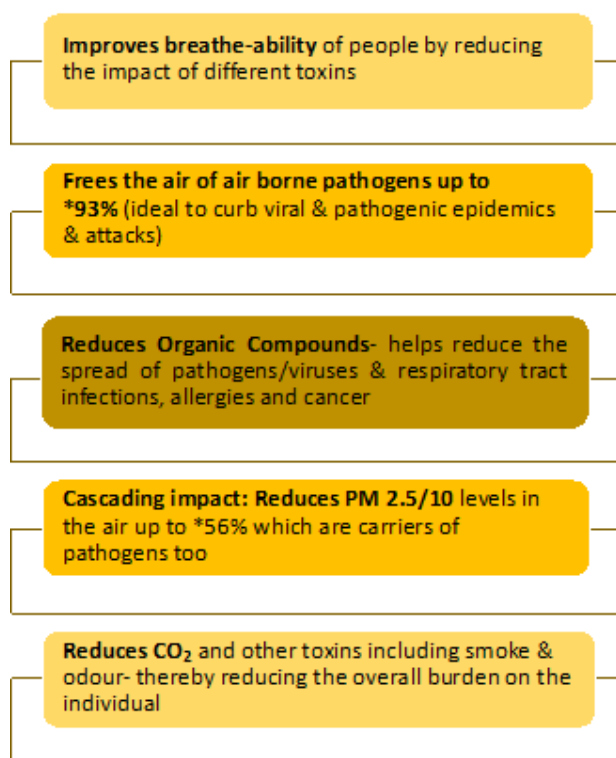 Improves breathe-ability of people by reducing
the impact of different toxins
Frees the air of air borne pathogens up to
*93% (ideal to curb viral & pathogenic epidemics
& attacks)
Reduces Organic Compounds- helps reduce the
spread of pathogens/viruses & respiratory tract
infections, allergies and cancer
Cascading impact: Reduces PM 2.5/10 levels in
the air up to *56% which are carriers of
pathogens too
Reduces CO₂ and other toxins including smoke &
odour- thereby reducing the overall burden on the
individual